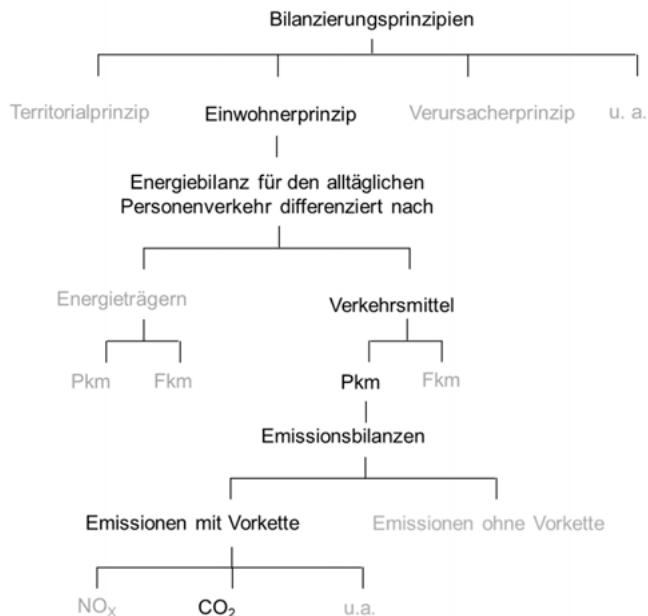 Bilanzierungsprinzipien
Territorialprinzip Einwohnerprinzip Verursacherprinzip u. a.
Energiebilanz für den alltäglichen
Personenverkehr differenziert nach
Energieträgern Verkehrsmittel
Pkm Fkm Pkm Fkm
Emissionsbilanzen
Emissionen mit Vorkette Emissionen ohne Vorkette
NOX CO2 u.a.